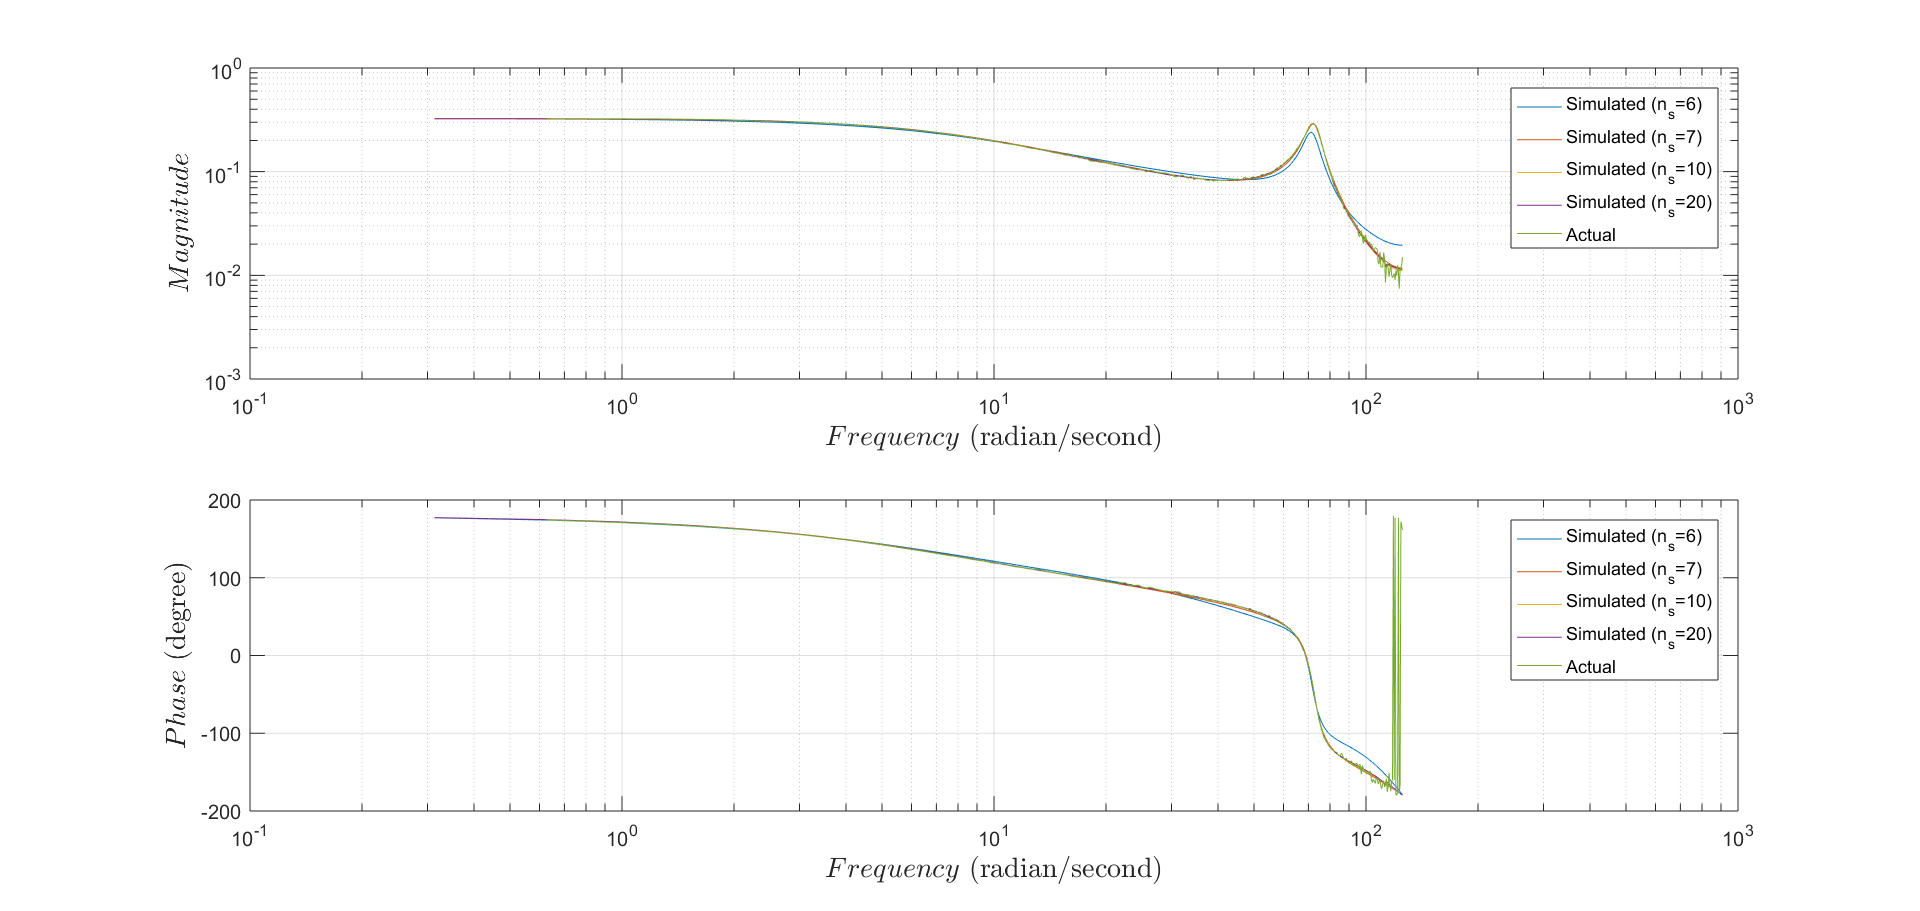 10^0
10^-1
10^-2
10^-3
Magnitude
10^-1 10^0 10^1 10^2 10^3
Frequency (radian/second)
Simulated (n_s=6)
Simulated (n_s=7)
Simulated (n_s=10)
Simulated (n_s=20)
Actual
200
100
0
-100
-200
Phase (degree)
10^-1 10^0 10^1 10^2 10^3
Frequency (radian/second)
Simulated (n_s=6)
Simulated (n_s=7)
Simulated (n_s=10)
Simulated (n_s=20)
Actual